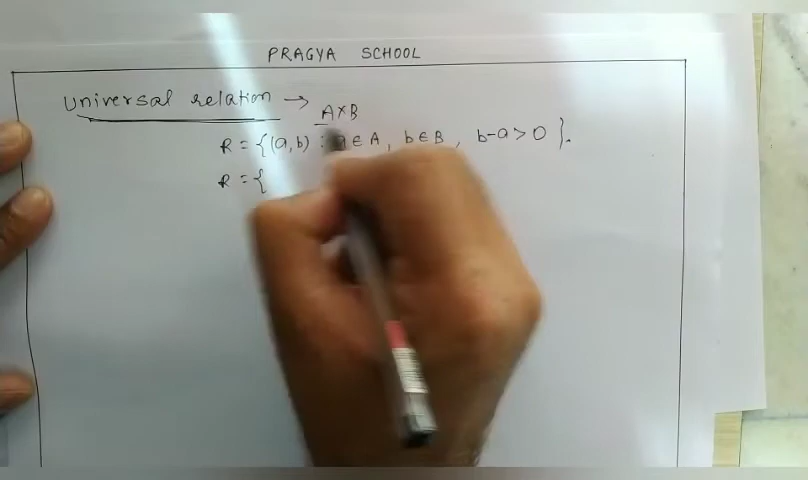 PRAGYA SCHOOL
Universal relation → A×B
R = {(a,b) : a ∈ A, b ∈ B, b-a > 0 }.
R = {